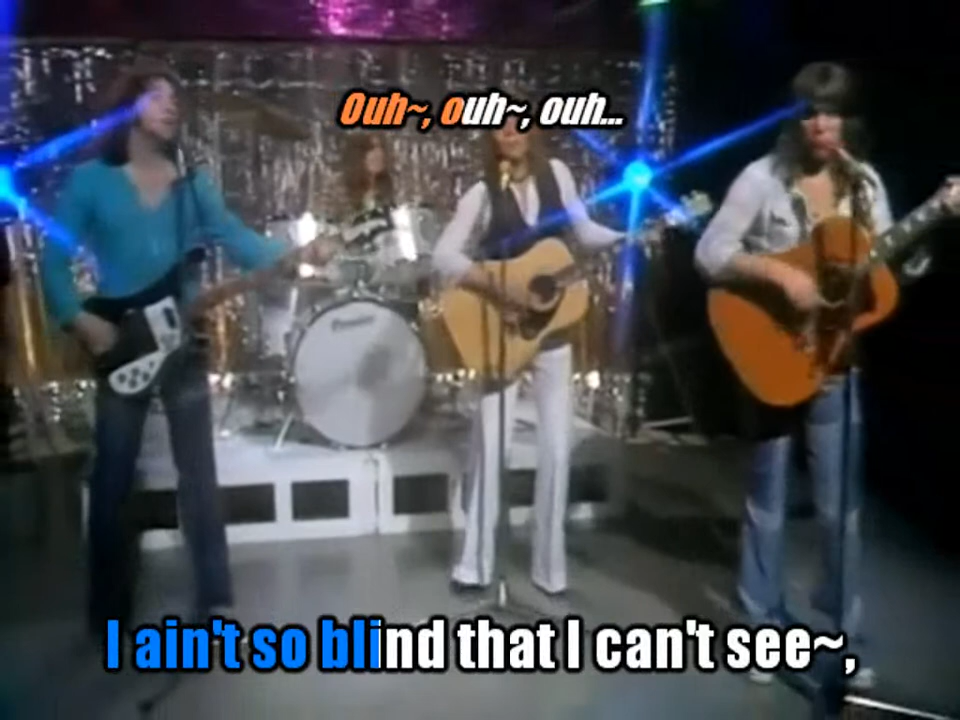 Ouh~, ouh~, ouh...
I ain't so blind that I can't see~,